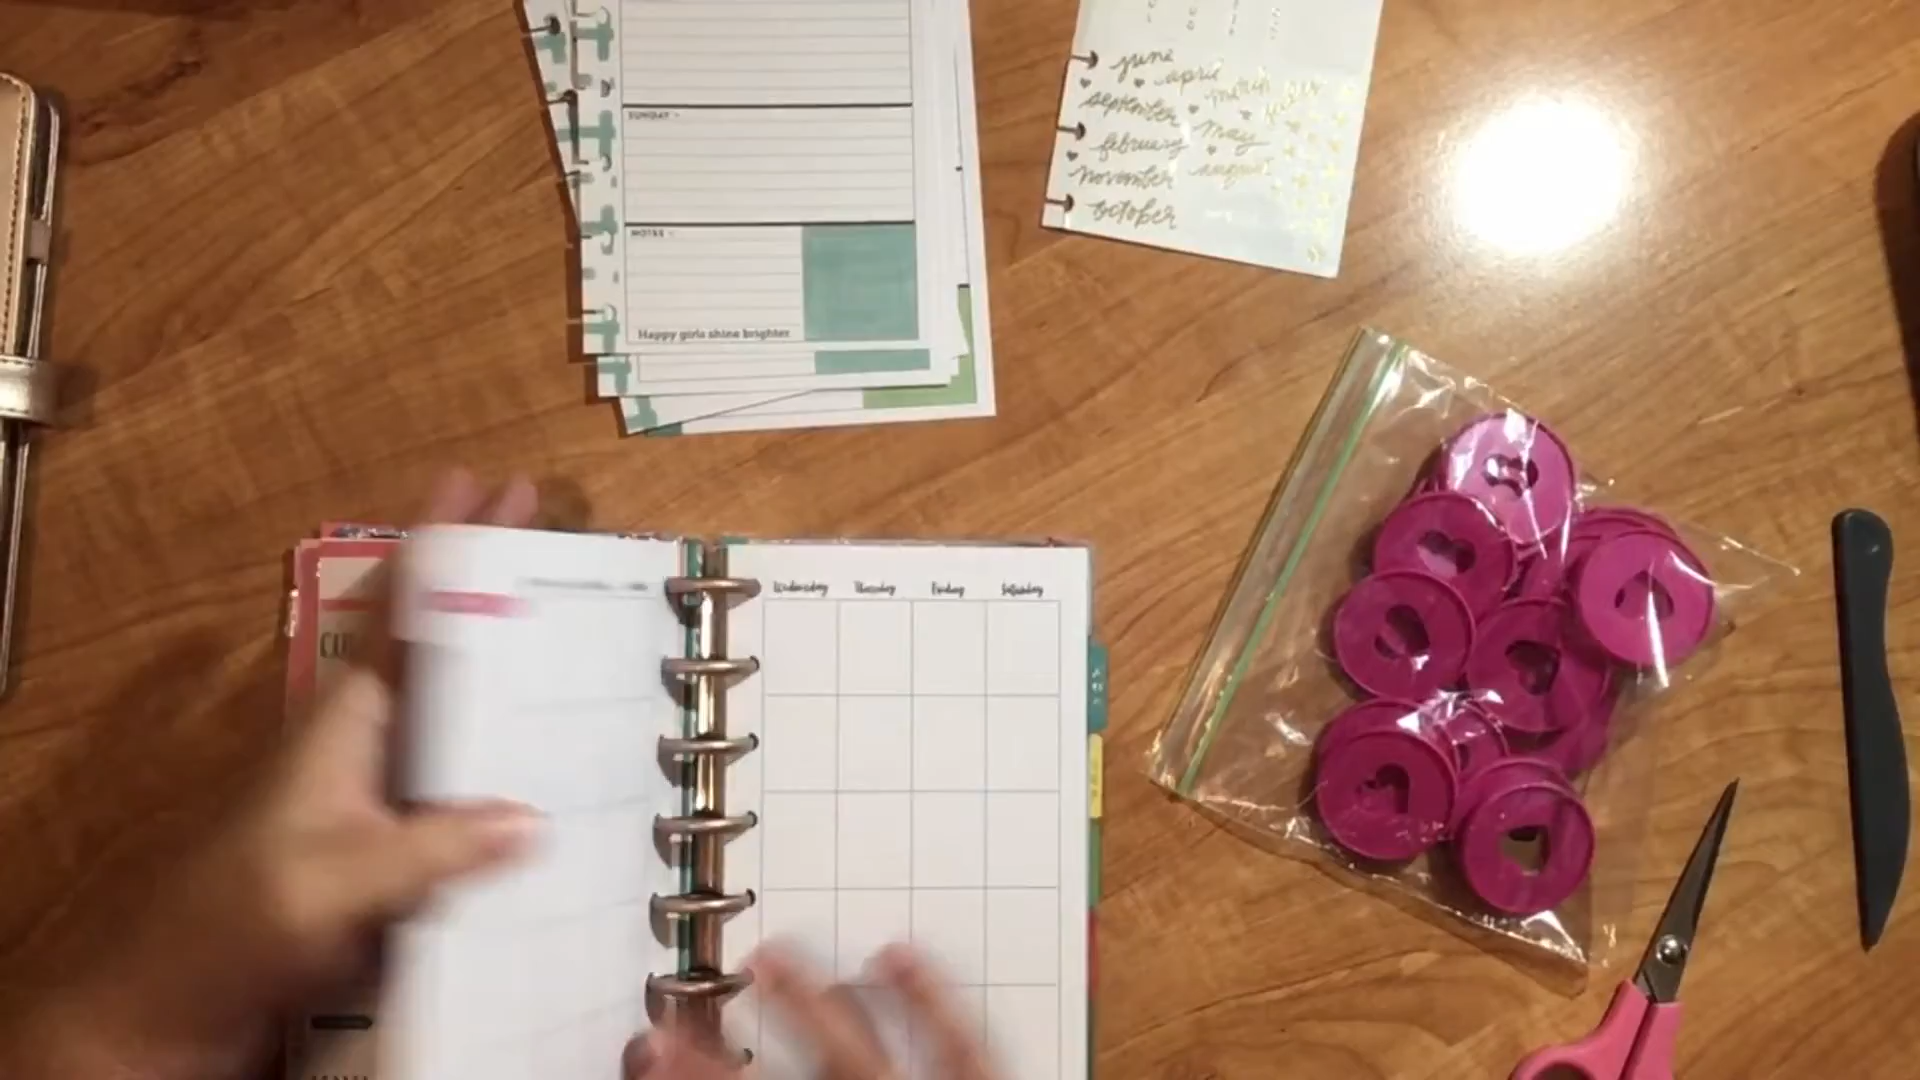 SUNDAY -
NOTES -
Happy girls shine brighter
june
april
march
september
may
february
november
august
october
Wednesday Thursday Friday Saturday